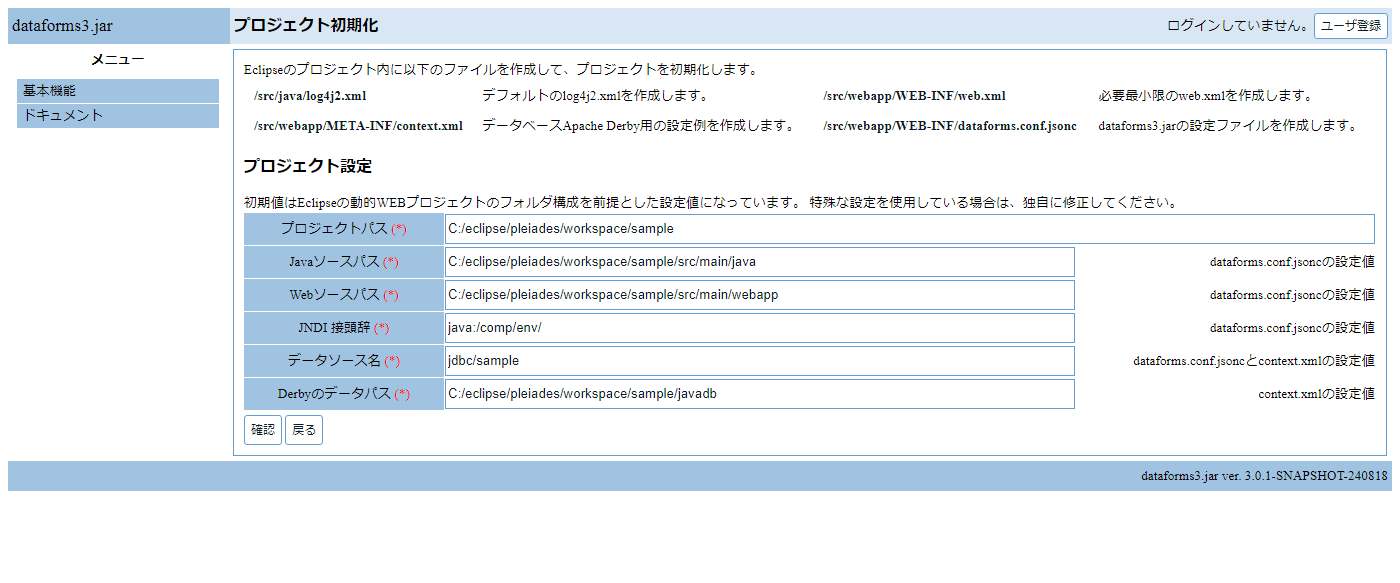 dataforms3.jar
プロジェクト初期化
ログインしていません。 ユーザ登録
メニュー
基本機能
ドキュメント
Eclipseのプロジェクト内に以下のファイルを作成して、プロジェクトを初期化します。
/src/java/log4j2.xml デフォルトのlog4j2.xmlを作成します。 /src/webapp/WEB-INF/web.xml 必要最小限のweb.xmlを作成します。
/src/webapp/META-INF/context.xml データベースApache Derby用の設定例を作成します。 /src/webapp/WEB-INF/dataforms.conf.jsonc dataforms3.jarの設定ファイルを作成します。
プロジェクト設定
初期値はEclipseの動的WEBプロジェクトのフォルダ構成を前提とした設定値になっています。 特殊な設定を使用している場合は、独自に修正してください。
プロジェクトパス (*) C:/eclipse/pleiades/workspace/sample
Javaソースパス (*) C:/eclipse/pleiades/workspace/sample/src/main/java dataforms.conf.jsoncの設定値
Webソースパス (*) C:/eclipse/pleiades/workspace/sample/src/main/webapp dataforms.conf.jsoncの設定値
JNDI 接頭辞 (*) java:/comp/env/ dataforms.conf.jsoncの設定値
データソース名 (*) jdbc/sample dataforms.conf.jsoncとcontext.xmlの設定値
Derbyのデータパス (*) C:/eclipse/pleiades/workspace/sample/javadb context.xmlの設定値
確認 戻る
dataforms3.jar ver. 3.0.1-SNAPSHOT-240818